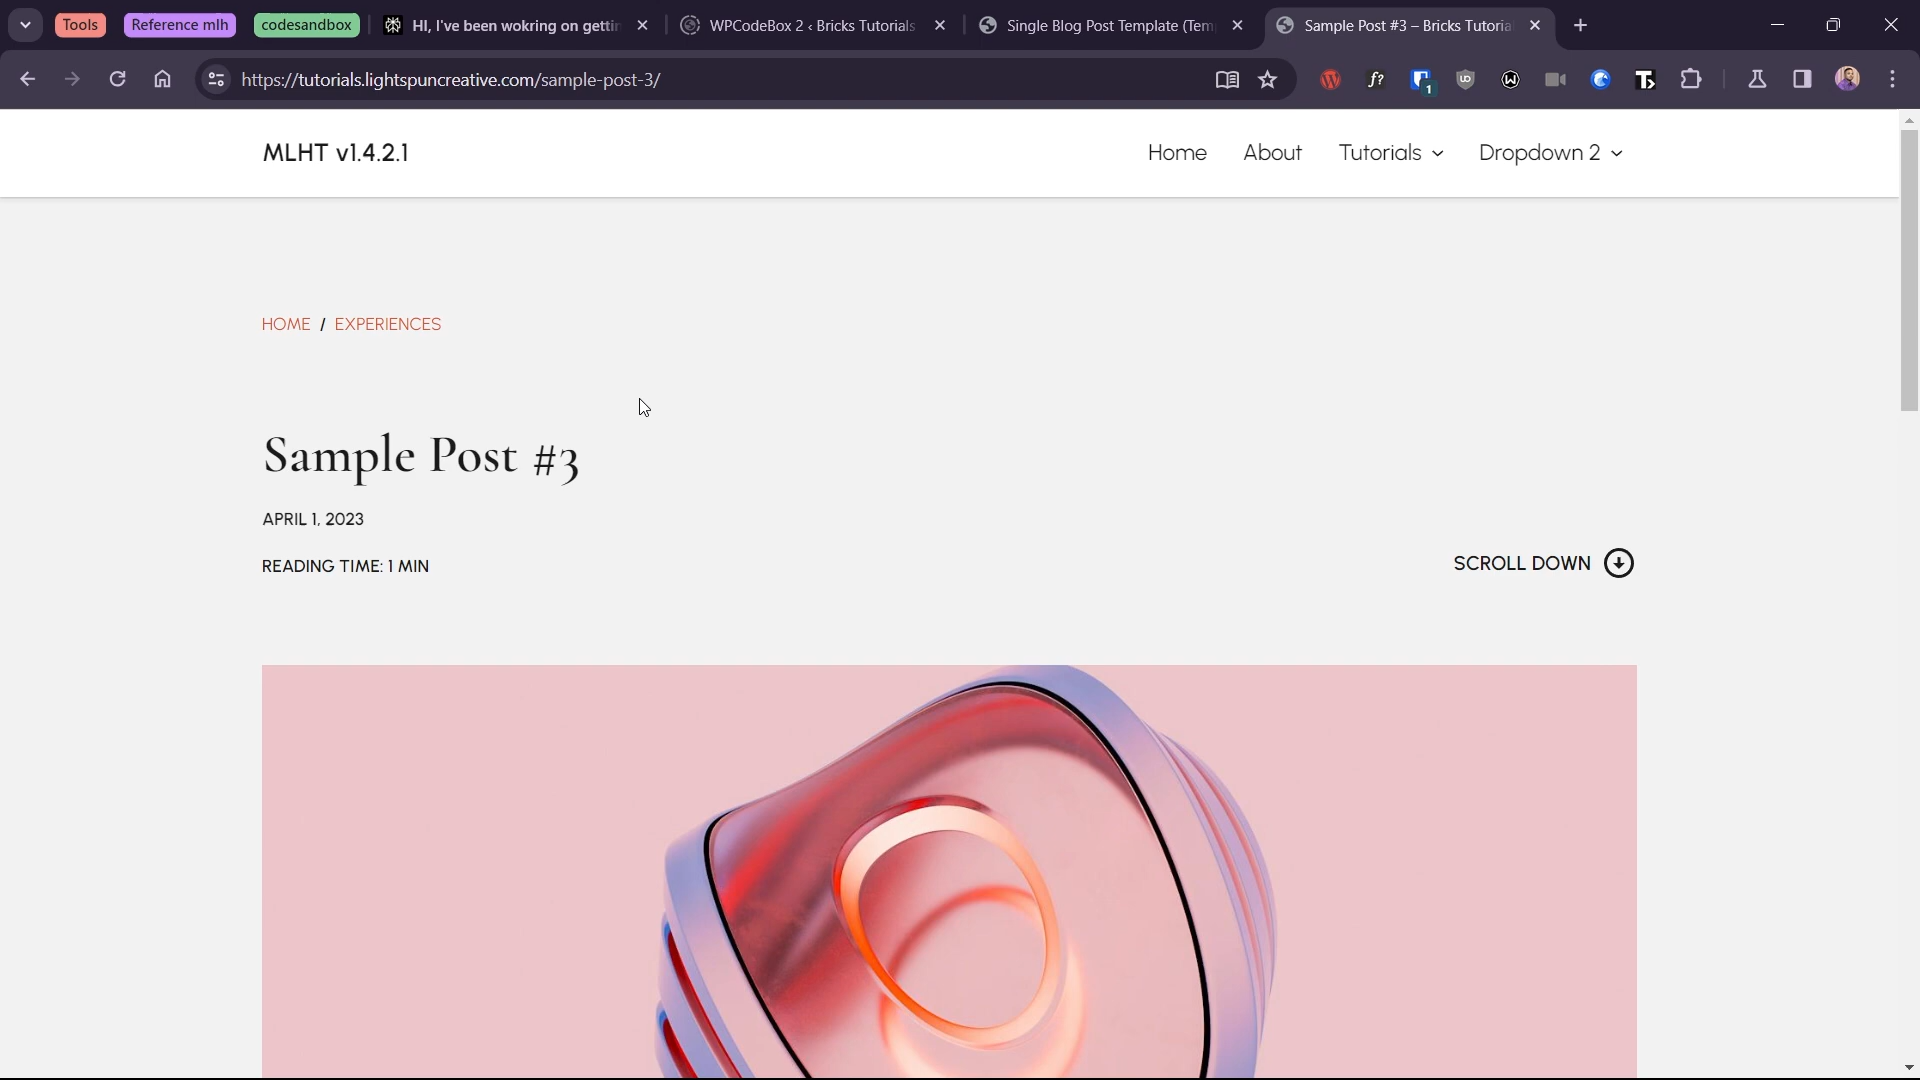 Tools
Reference mlh
codesandbox
HI, I've been wokring on gettin
WPCodeBox 2 ‹ Bricks Tutorials
Single Blog Post Template (Tem
Sample Post #3 – Bricks Tutoria
https://tutorials.lightspuncreative.com/sample-post-3/
f?
1
MLHT v1.4.2.1
Home
About
Tutorials
Dropdown 2
HOME / EXPERIENCES
Sample Post #3
APRIL 1, 2023
READING TIME: 1 MIN
SCROLL DOWN